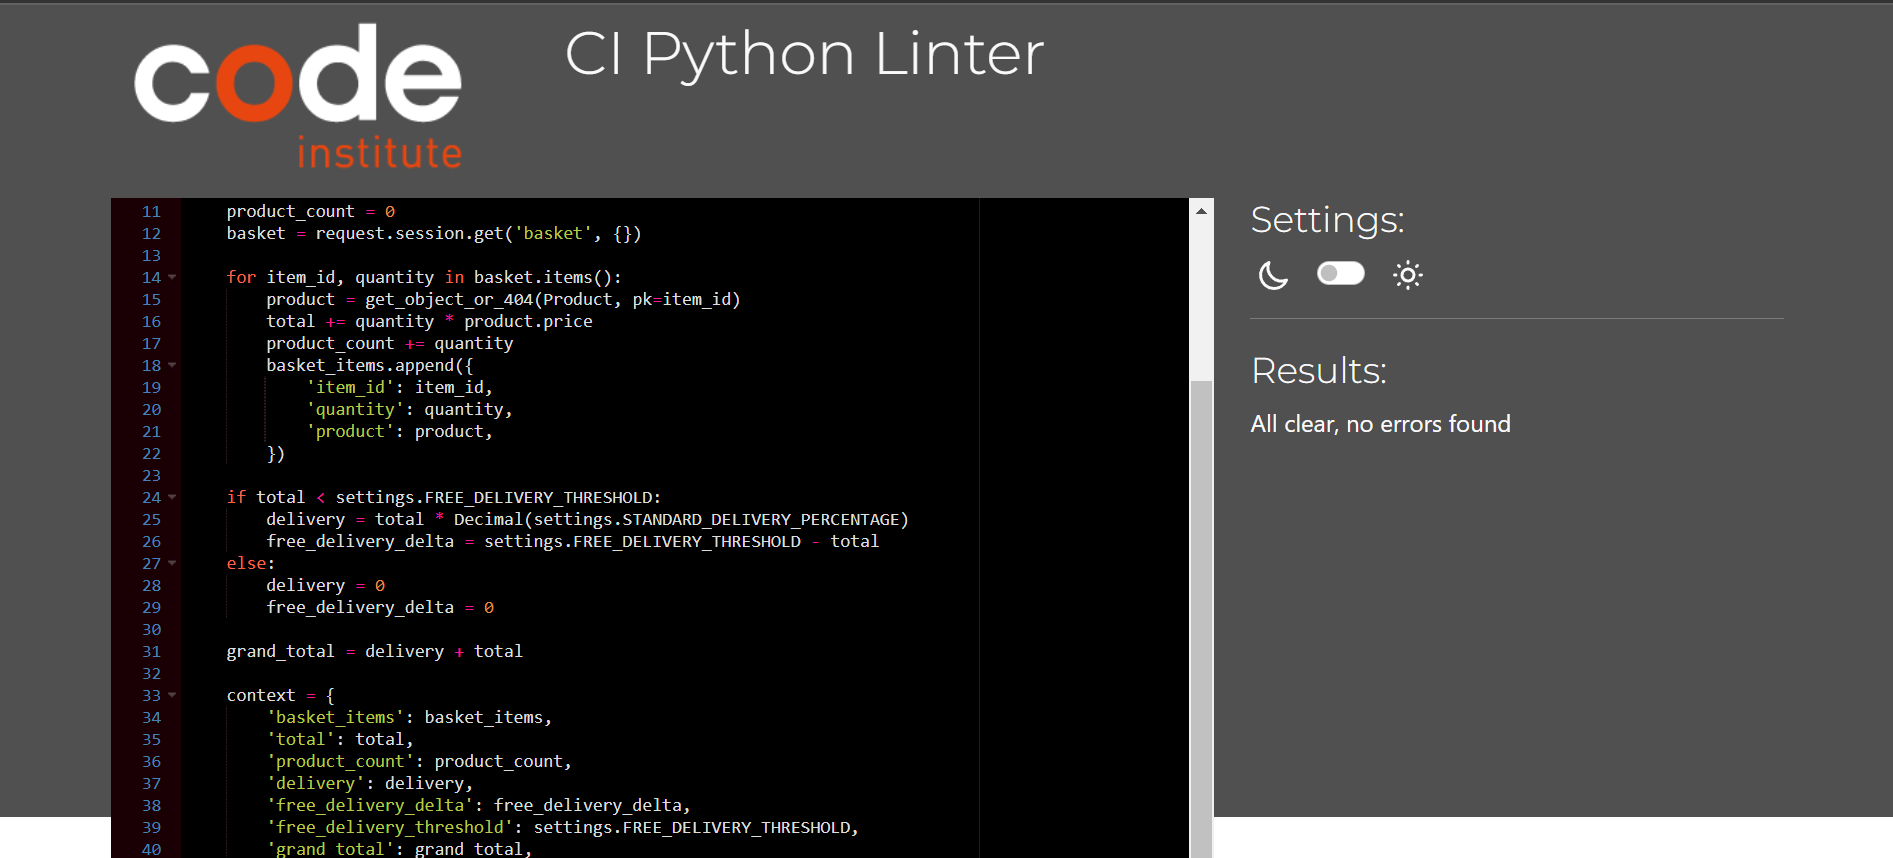 code
institute
CI Python Linter
11 product_count = 0
12 basket = request.session.get('basket', {})
13
14 for item_id, quantity in basket.items():
15 product = get_object_or_404(Product, pk=item_id)
16 total += quantity * product.price
17 product_count += quantity
18 basket_items.append({
19 'item_id': item_id,
20 'quantity': quantity,
21 'product': product,
22 })
23
24 if total < settings.FREE_DELIVERY_THRESHOLD:
25 delivery = total * Decimal(settings.STANDARD_DELIVERY_PERCENTAGE)
26 free_delivery_delta = settings.FREE_DELIVERY_THRESHOLD - total
27 else:
28 delivery = 0
29 free_delivery_delta = 0
30
31 grand_total = delivery + total
32
33 context = {
34 'basket_items': basket_items,
35 'total': total,
36 'product_count': product_count,
37 'delivery': delivery,
38 'free_delivery_delta': free_delivery_delta,
39 'free_delivery_threshold': settings.FREE_DELIVERY_THRESHOLD,
40 'grand_total': grand_total,
Settings:
Results:
All clear, no errors found